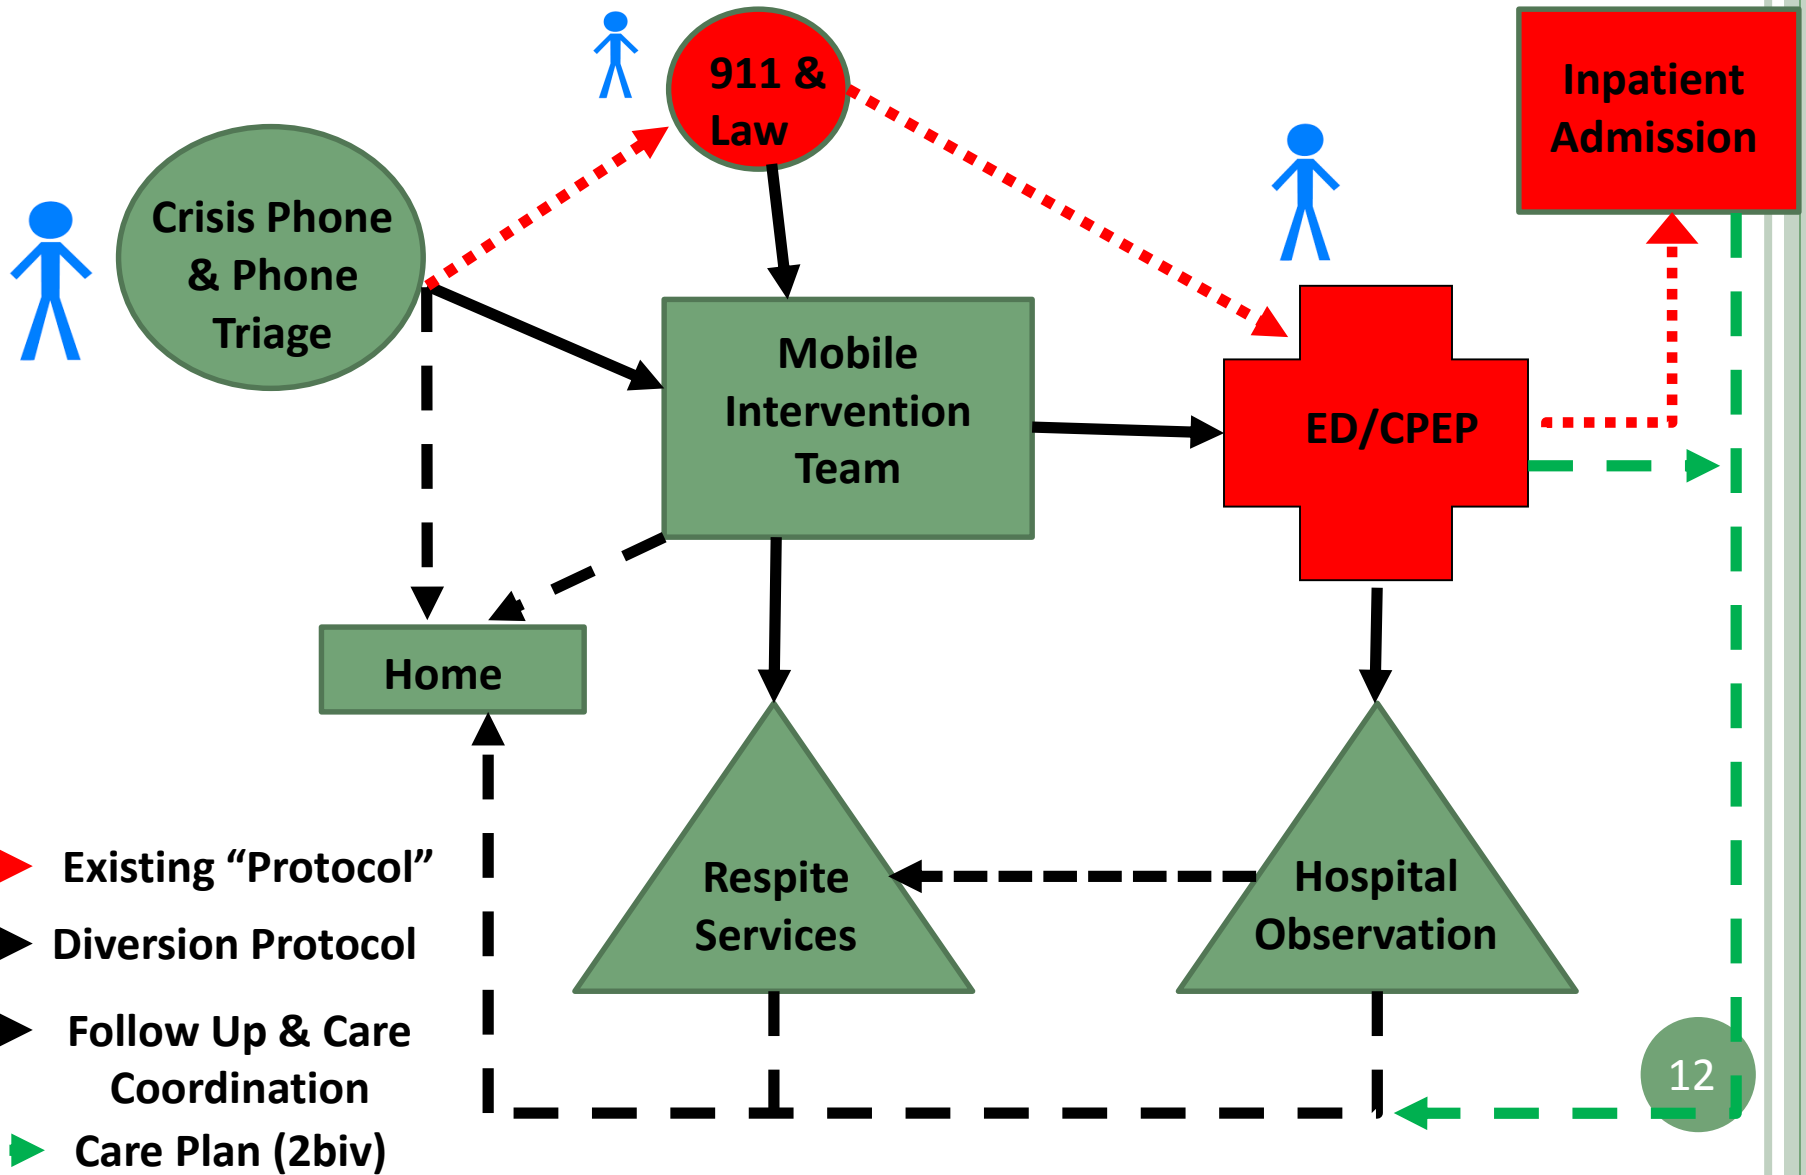 911 &
Law
Inpatient
Admission
Crisis Phone
& Phone
Triage
Mobile
Intervention
Team
ED/CPEP
Home
Respite
Services
Hospital
Observation
Existing “Protocol”
Diversion Protocol
Follow Up & Care
Coordination
Care Plan (2biv)
12